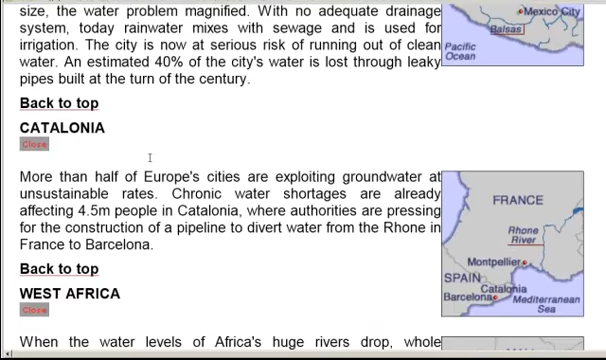 size, the water problem magnified. With no adequate drainage
system, today rainwater mixes with sewage and is used for
irrigation. The city is now at serious risk of running out of clean
water. An estimated 40% of the city's water is lost through leaky
pipes built at the turn of the century.
Mexico City
Balsas
Pacific
Ocean
Back to top
CATALONIA
Close
More than half of Europe's cities are exploiting groundwater at
unsustainable rates. Chronic water shortages are already
affecting 4.5m people in Catalonia, where authorities are pressing
for the construction of a pipeline to divert water from the Rhone in
France to Barcelona.
FRANCE
Rhone
River
Montpellier
SPAIN
Catalonia
Barcelona
Mediterranean
Sea
Back to top
WEST AFRICA
Close
When the water levels of Africa's huge rivers drop, whole